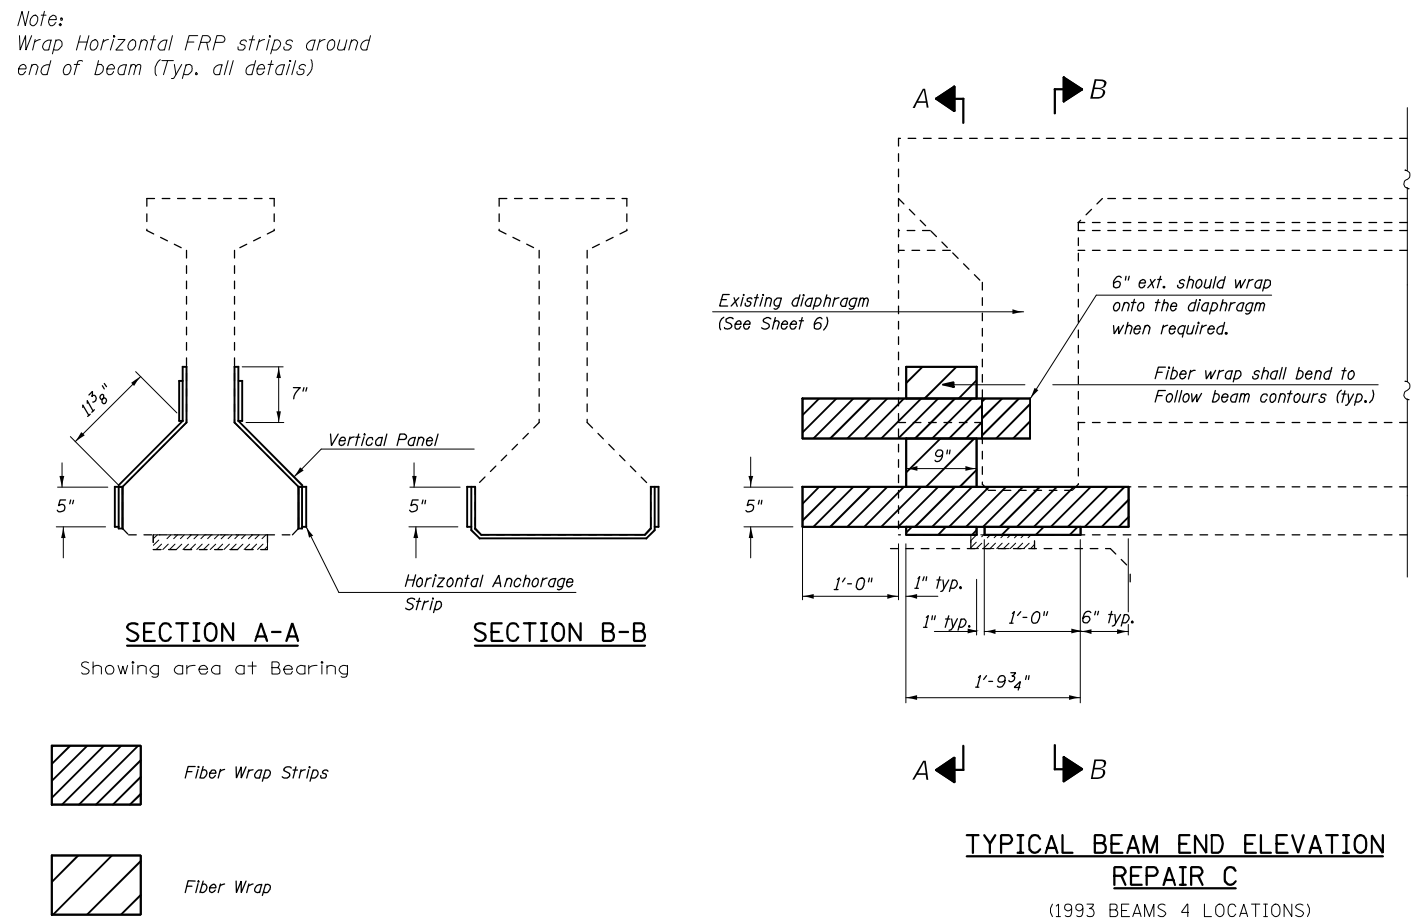 Note:
Wrap Horizontal FRP strips around
end of beam (Typ. all details)
A
B
11 3/8"
7"
Vertical Panel
5"
5"
Horizontal Anchorage
Strip
SECTION A-A
Showing area at Bearing
SECTION B-B
Existing diaphragm
(See Sheet 6)
6" ext. should wrap
onto the diaphragm
when required.
Fiber wrap shall bend to
Follow beam contours (typ.)
9"
5"
1'-0"
1" typ.
1" typ.
1'-0"
6" typ.
1'-9 3/4"
A
B
Fiber Wrap Strips
Fiber Wrap
TYPICAL BEAM END ELEVATION
REPAIR C
(1993 BEAMS 4 LOCATIONS)